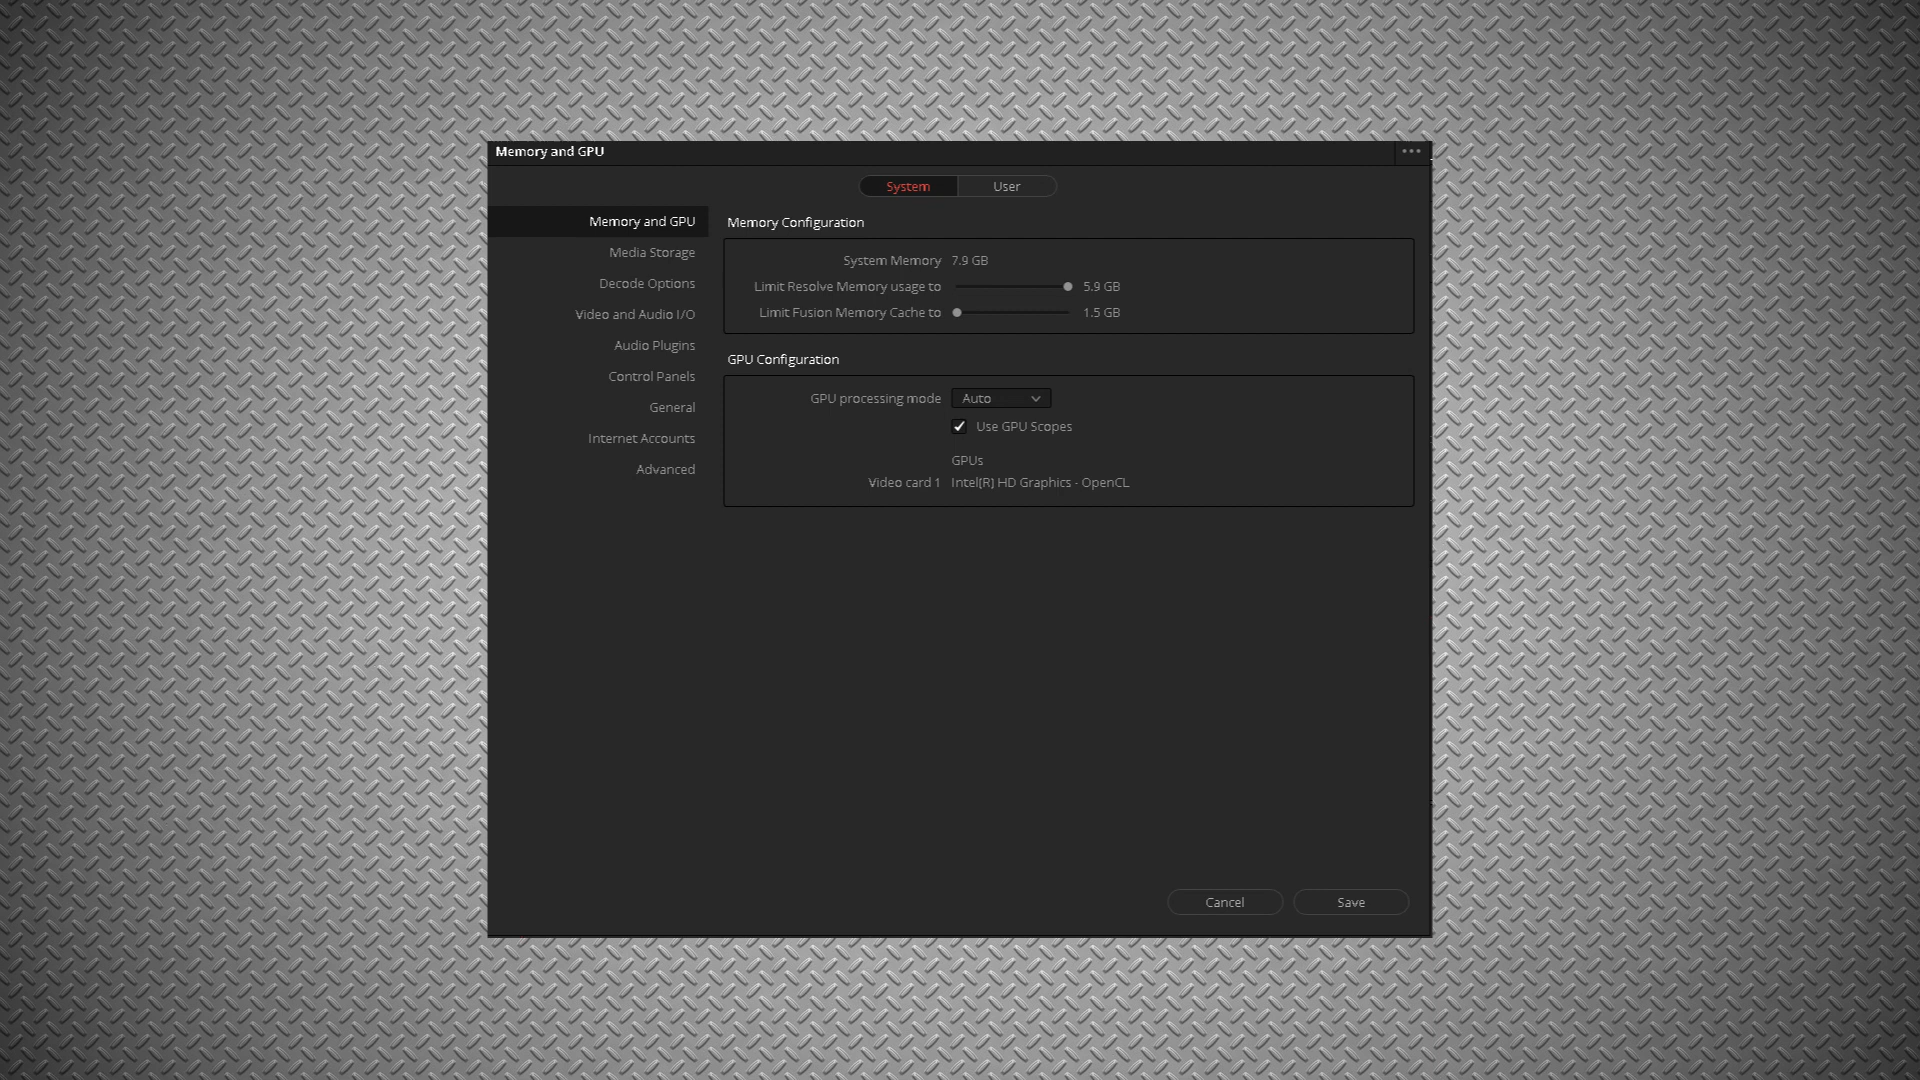 Memory and GPU
System User
Memory and GPU
Media Storage
Decode Options
Video and Audio I/O
Audio Plugins
Control Panels
General
Internet Accounts
Advanced
Memory Configuration
System Memory 7.9 GB
Limit Resolve Memory usage to 5.9 GB
Limit Fusion Memory Cache to 1.5 GB
GPU Configuration
GPU processing mode Auto
Use GPU Scopes
GPUs
Video card 1 Intel(R) HD Graphics - OpenCL
Cancel Save